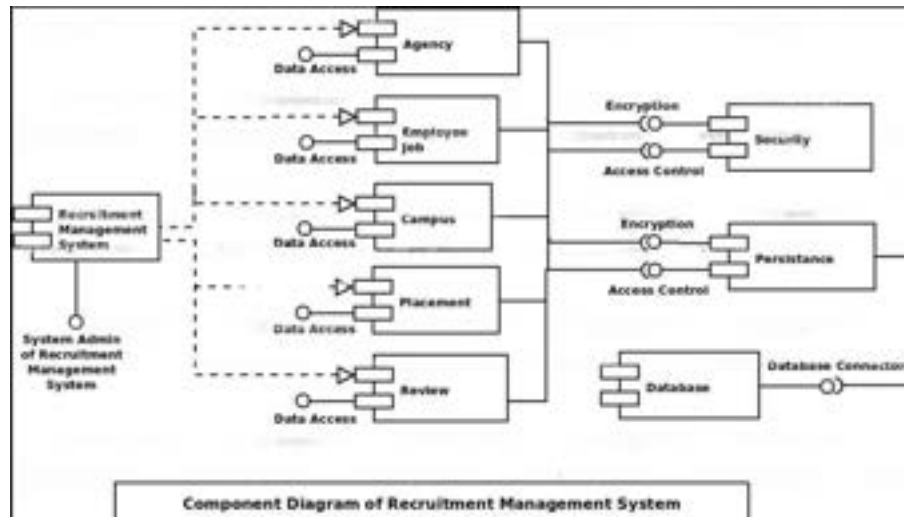 Agency
Data Access
Employee
Job
Data Access
Encryption
Security
Access Control
Recruitment
Management
System
Campus
Data Access
Encryption
Persistance
Access Control
Placement
Data Access
System Admin
of Recruitment
Management
System
Review
Data Access
Database
Database Connector
Component Diagram of Recruitment Management System